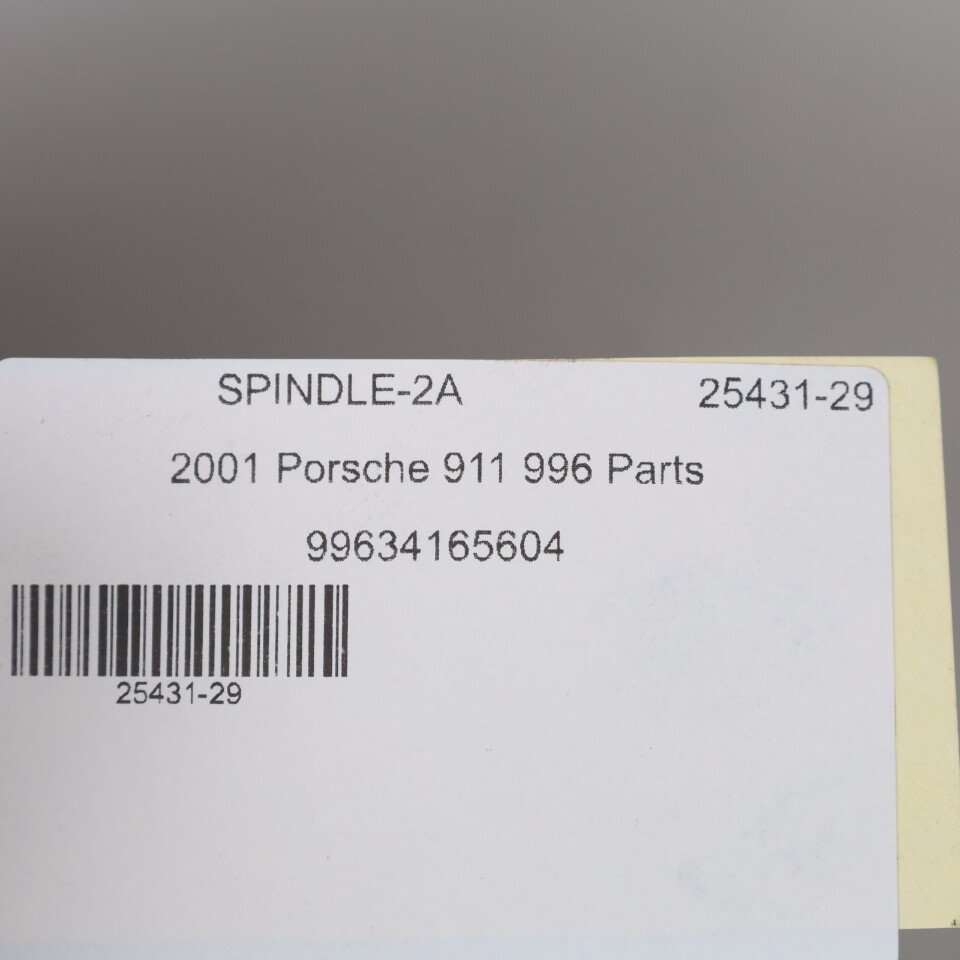 SPINDLE-2A 25431-29
2001 Porsche 911 996 Parts
99634165604
25431-29